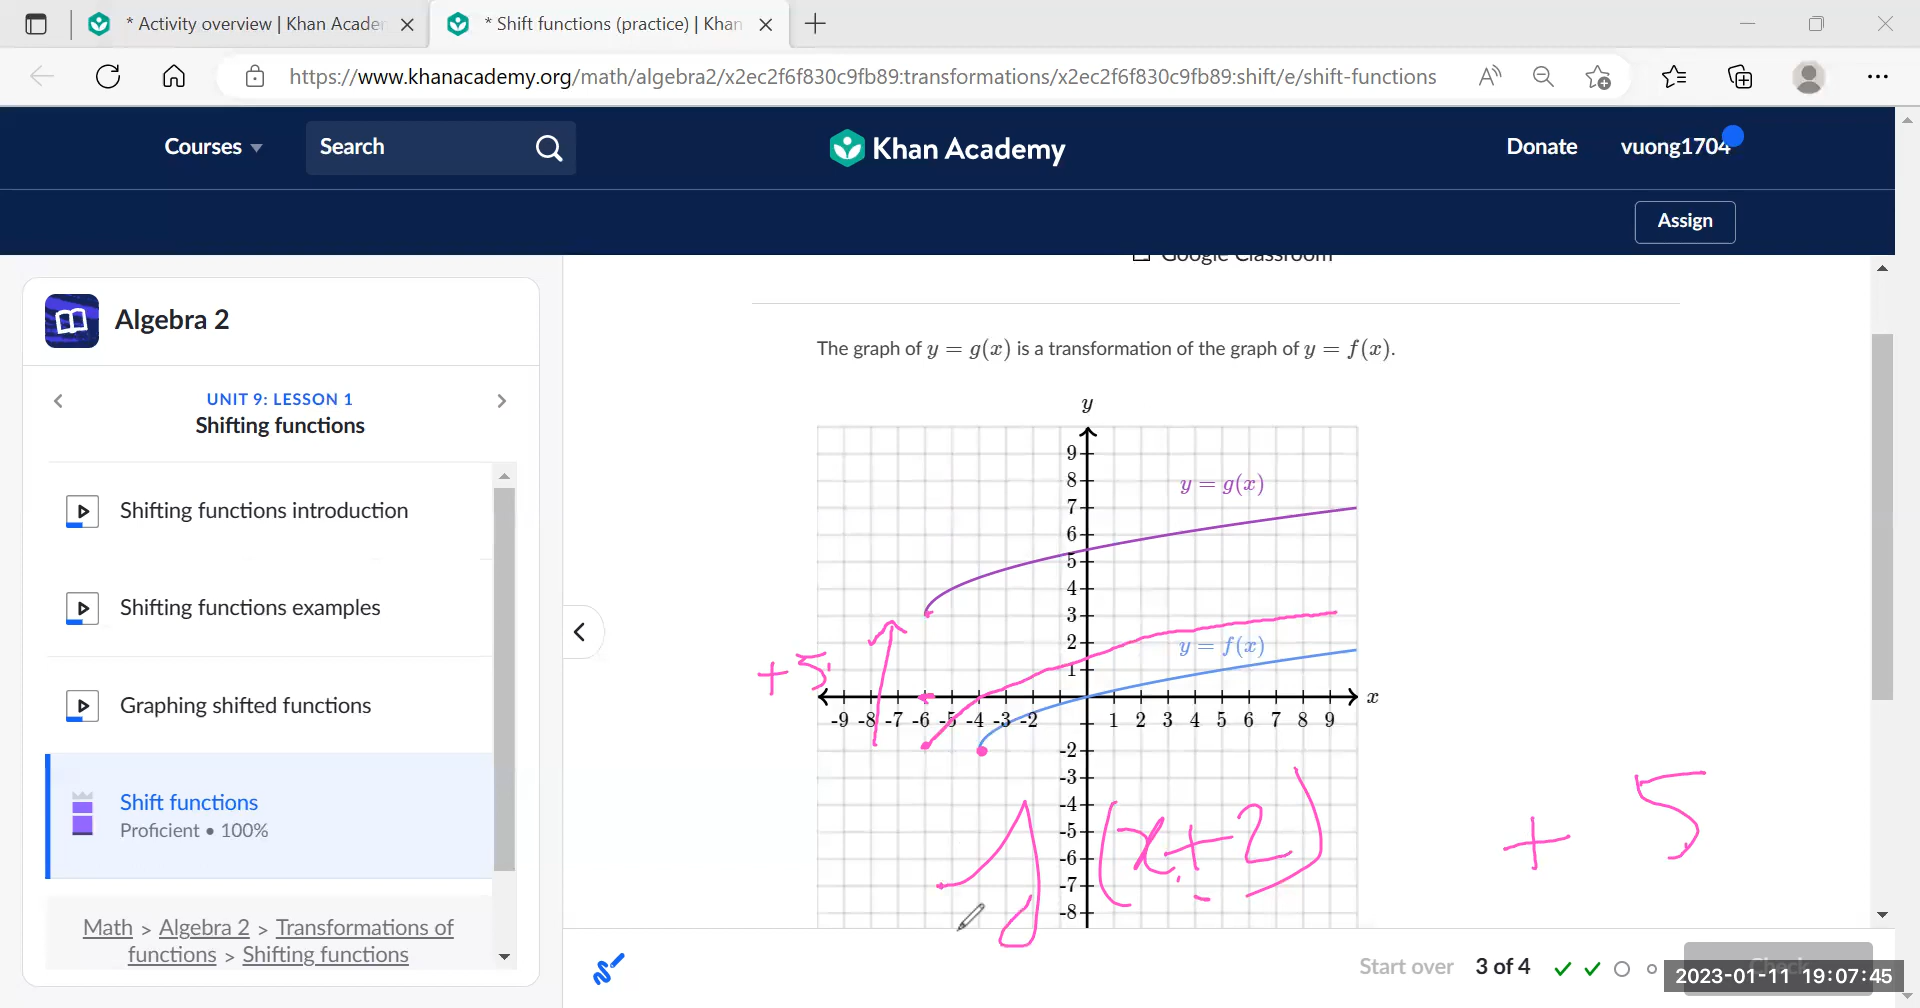 * Activity overview | Khan Acade
* Shift functions (practice) | Khan
https://www.khanacademy.org/math/algebra2/x2ec2f6f830c9fb89:transformations/x2ec2f6f830c9fb89:shift/e/shift-functions
Courses
Search
Khan Academy
Donate
vuong1704
Assign
Google Classroom
Algebra 2
UNIT 9: LESSON 1
Shifting functions
Shifting functions introduction
Shifting functions examples
Graphing shifted functions
Shift functions
Proficient • 100%
Math > Algebra 2 > Transformations of
functions > Shifting functions
The graph of y = g(x) is a transformation of the graph of y = f(x).
y
9
8
y = g(x)
7
6
5
4
3
2
y = f(x)
1
+5
x
-9 -8 -7 -6 -5 -4 -3 -2 1 2 3 4 5 6 7 8 9
-2
-3
-4
-5
-6
-7
-8
(x+2) + 5
Start over 3 of 4
Check
2023-01-11 19:07:45